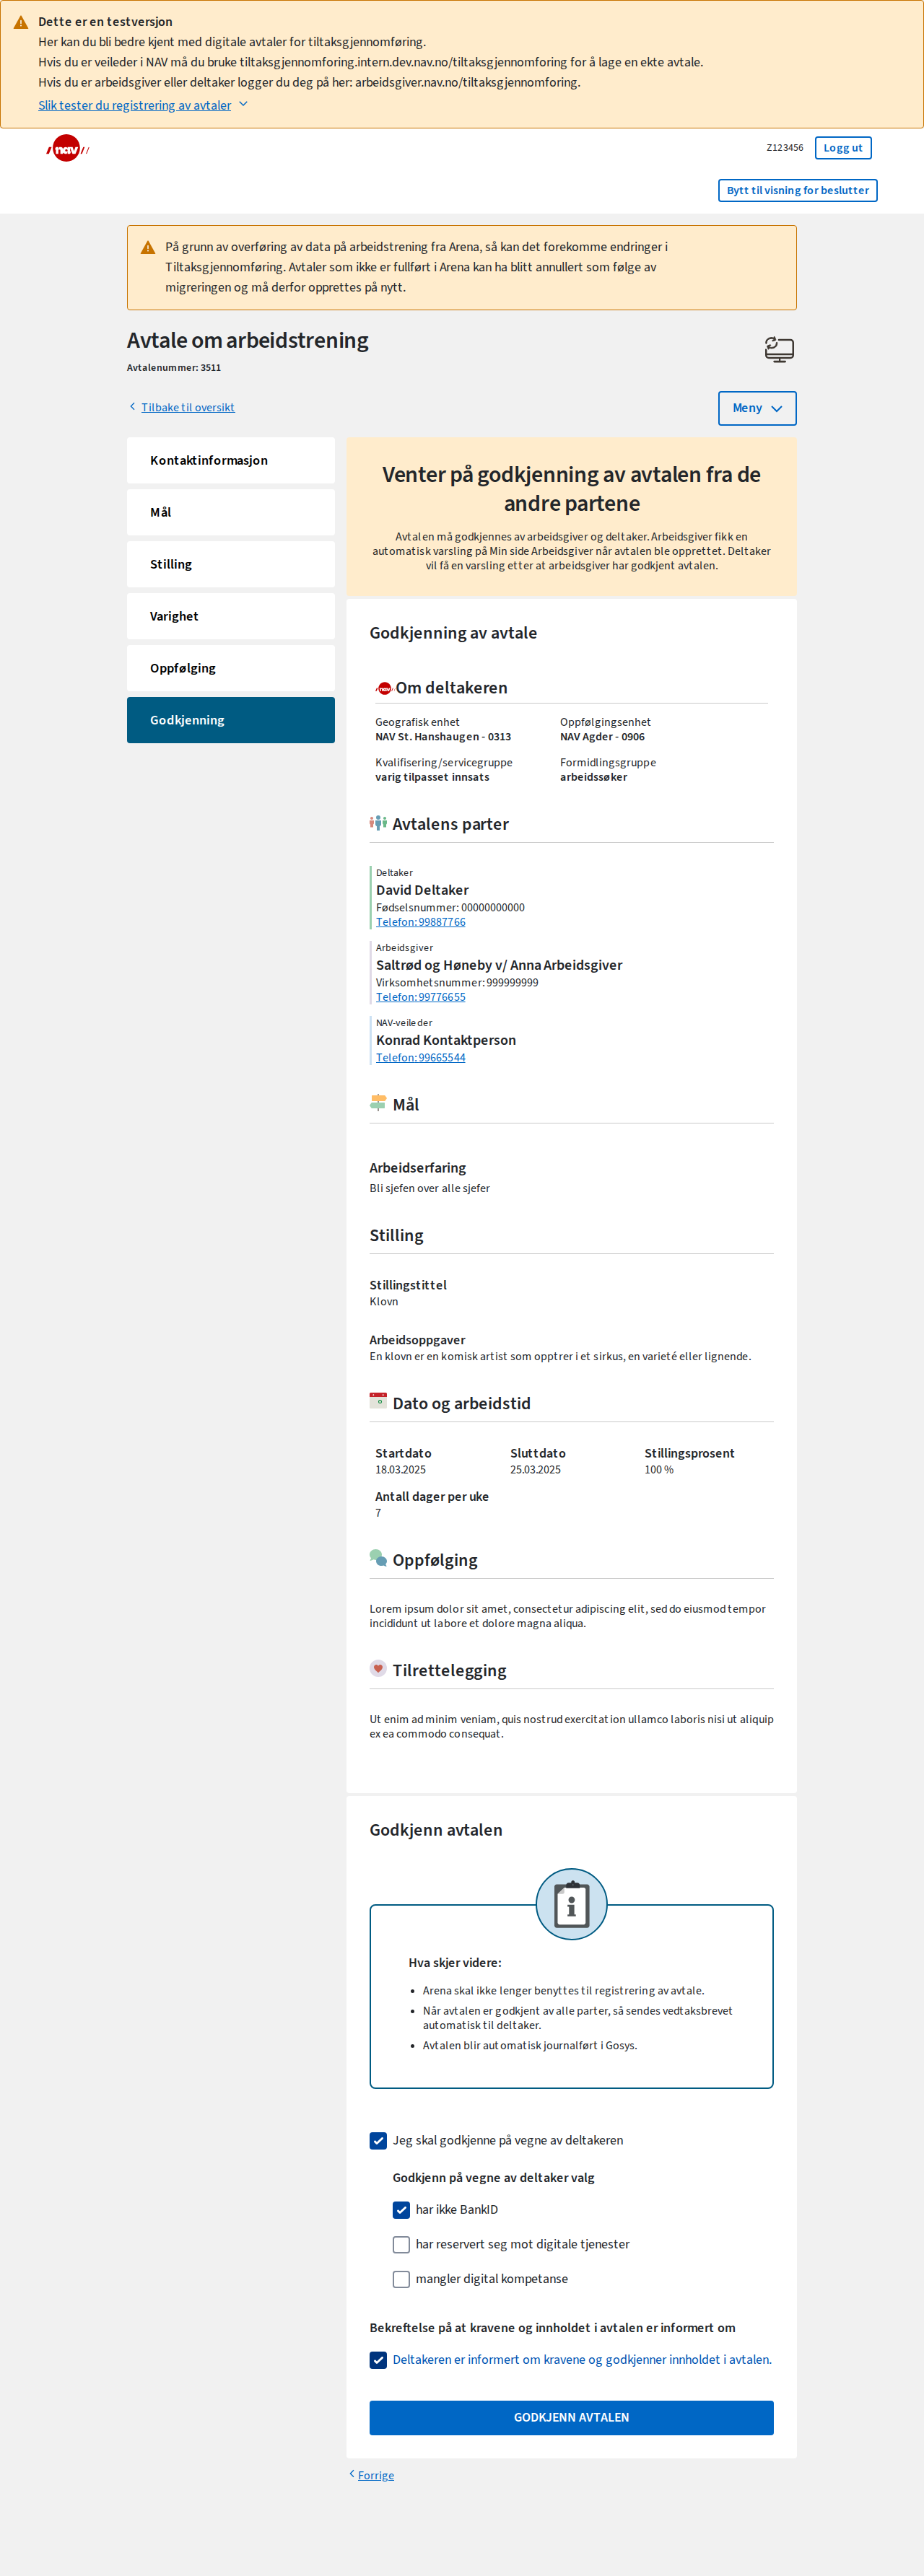 Dette er en testversjon
Her kan du bli bedre kjent med digitale avtaler for tiltaksgjennomføring.
Hvis du er veileder i NAV må du bruke tiltaksgjennomforing.intern.dev.nav.no/tiltaksgjennomforing for å lage en ekte avtale.
Hvis du er arbeidsgiver eller deltaker logger du deg på her: arbeidsgiver.nav.no/tiltaksgjennomforing.
Slik tester du registrering av avtaler
nav
Z123456
Logg ut
Bytt til visning for beslutter
På grunn av overføring av data på arbeidstrening fra Arena, så kan det forekomme endringer i
Tiltaksgjennomføring. Avtaler som ikke er fullført i Arena kan ha blitt annullert som følge av
migreringen og må derfor opprettes på nytt.
Avtale om arbeidstrening
Avtalenummer: 3511
Tilbake til oversikt
Meny
Kontaktinformasjon
Mål
Stilling
Varighet
Oppfølging
Godkjenning
Venter på godkjenning av avtalen fra de
andre partene
Avtalen må godkjennes av arbeidsgiver og deltaker. Arbeidsgiver fikk en
automatisk varsling på Min side Arbeidsgiver når avtalen ble opprettet. Deltaker
vil få en varsling etter at arbeidsgiver har godkjent avtalen.
Godkjenning av avtale
nav Om deltakeren
Geografisk enhet
NAV St. Hanshaugen - 0313
Oppfølgingsenhet
NAV Agder - 0906
Kvalifisering/servicegruppe
varig tilpasset innsats
Formidlingsgruppe
arbeidssøker
Avtalens parter
Deltaker
David Deltaker
Fødselsnummer: 00000000000
Telefon: 99887766
Arbeidsgiver
Saltrød og Høneby v/ Anna Arbeidsgiver
Virksomhetsnummer: 999999999
Telefon: 99776655
NAV-veileder
Konrad Kontaktperson
Telefon: 99665544
Mål
Arbeidserfaring
Bli sjefen over alle sjefer
Stilling
Stillingstittel
Klovn
Arbeidsoppgaver
En klovn er en komisk artist som opptrer i et sirkus, en varieté eller lignende.
Dato og arbeidstid
Startdato
18.03.2025
Sluttdato
25.03.2025
Stillingsprosent
100 %
Antall dager per uke
7
Oppfølging
Lorem ipsum dolor sit amet, consectetur adipiscing elit, sed do eiusmod tempor
incididunt ut labore et dolore magna aliqua.
Tilrettelegging
Ut enim ad minim veniam, quis nostrud exercitation ullamco laboris nisi ut aliquip
ex ea commodo consequat.
Godkjenn avtalen
Hva skjer videre:
• Arena skal ikke lenger benyttes til registrering av avtale.
• Når avtalen er godkjent av alle parter, så sendes vedtaksbrevet
automatisk til deltaker.
• Avtalen blir automatisk journalført i Gosys.
Jeg skal godkjenne på vegne av deltakeren
Godkjenn på vegne av deltaker valg
har ikke BankID
har reservert seg mot digitale tjenester
mangler digital kompetanse
Bekreftelse på at kravene og innholdet i avtalen er informert om
Deltakeren er informert om kravene og godkjenner innholdet i avtalen.
GODKJENN AVTALEN
Forrige